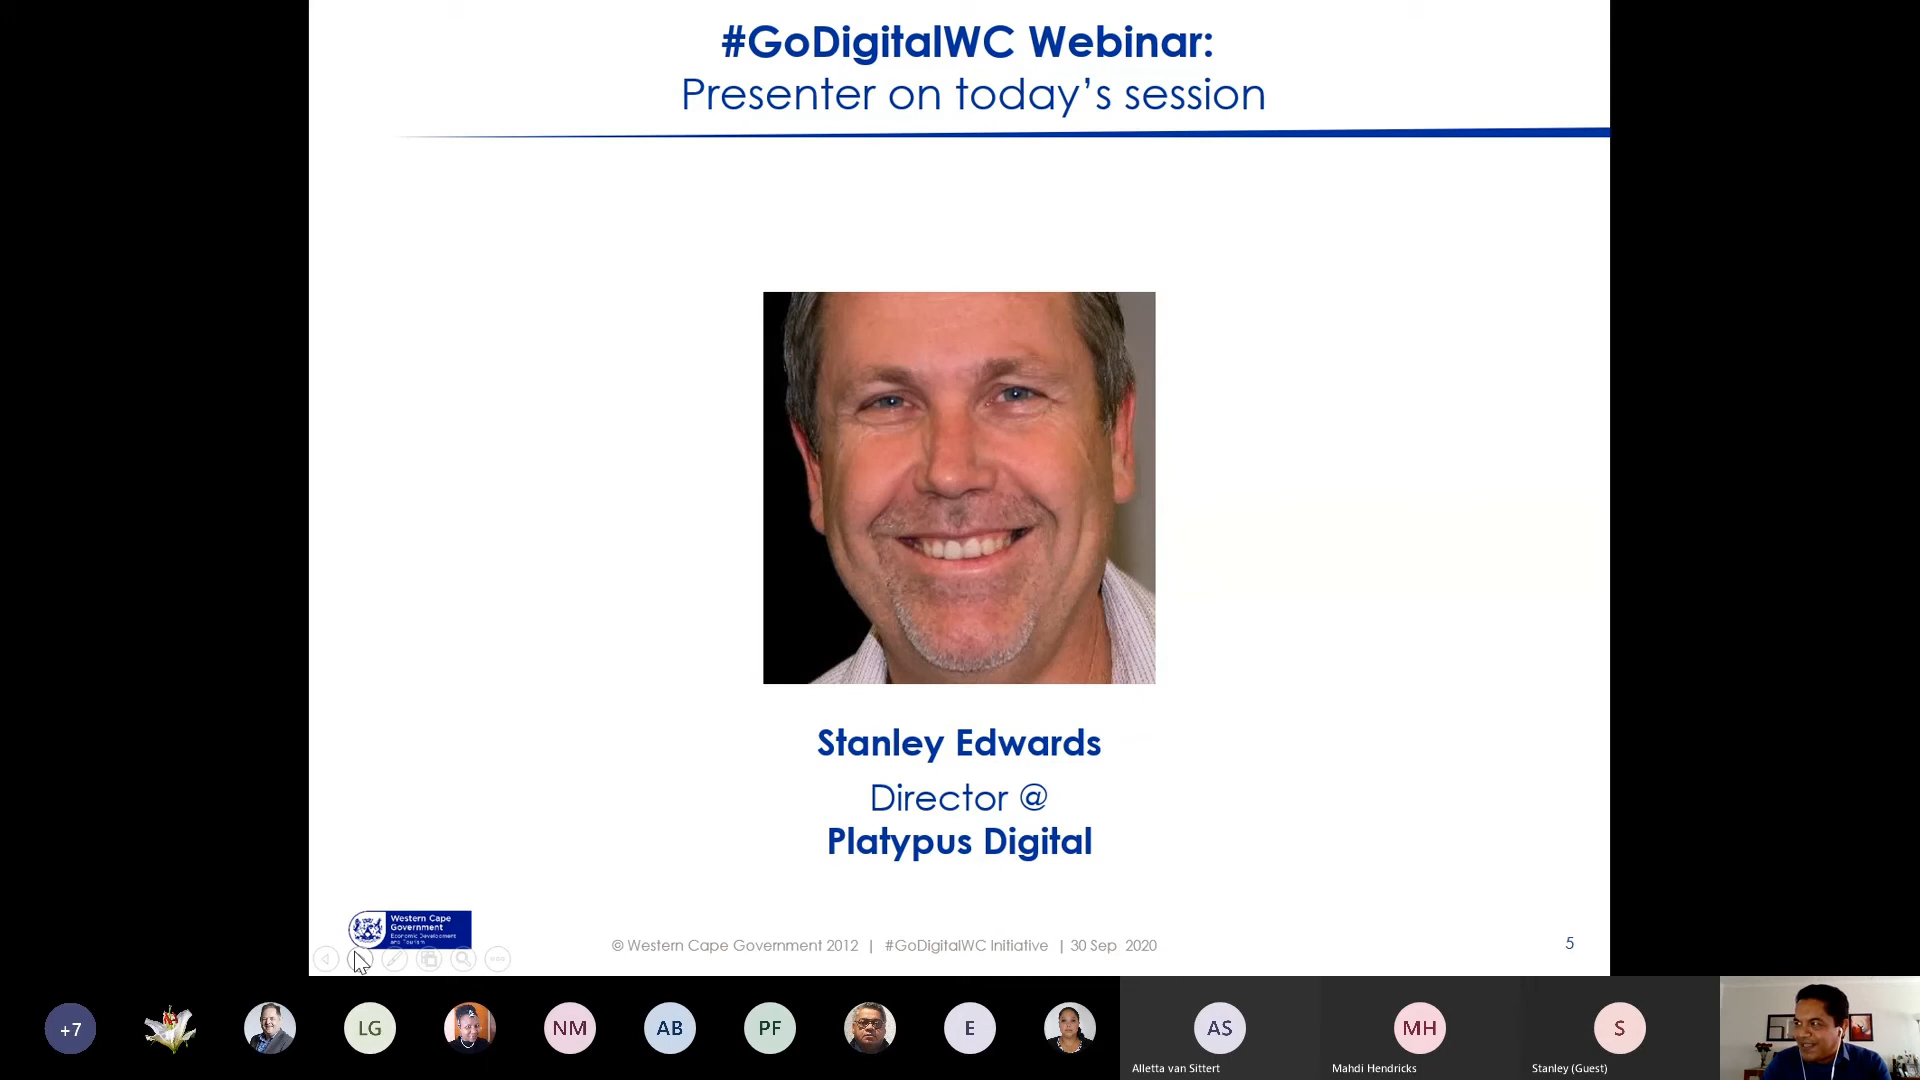 #GoDigitalWC Webinar:
Presenter on today’s session
Stanley Edwards
Director @
Platypus Digital
Western Cape
Government
Economic Development
and Tourism
© Western Cape Government 2012 | #GoDigitalWC Initiative | 30 Sep 2020
5
+7
LG
NM
AB
PF
E
AS
MH
S
Alletta van Sittert
Mahdi Hendricks
Stanley (Guest)